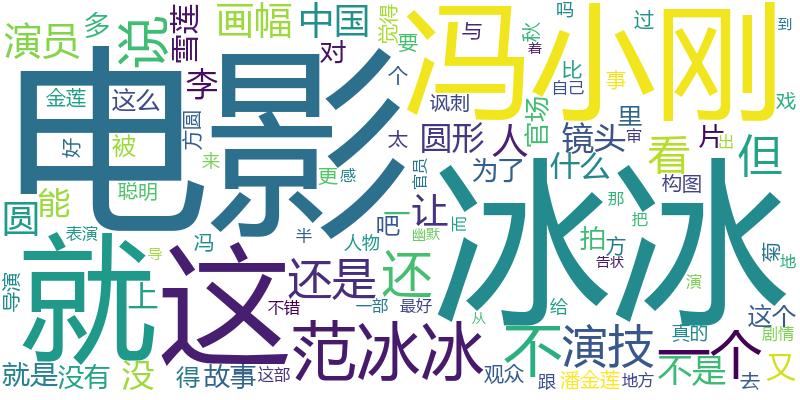 演员
多
说
雪莲
画幅
中国
觉得
冯小刚
与
秋
着
吗
过
到
要
对
李
金莲
这么
电影
个
讽刺
比
自己
事
戏
好
被
方圆
太
圆形
人
官场
镜头
里
审
片
出
但
聪明
来
更
感
官员
为了
什么
看
构图
能
圆
表演
冯
半
一
让
吧
幽默
而
冰冰
拍
方
那
把
菊
地
导演
就
上
导
这
还是
人物
还
告状
演
不错
一部
最好
从
给
这个
范冰冰
不
演技
真的
一个
剧情
就是
没有
没
得
故事
这部
观众
跟
潘金莲
地方
不是
去
又